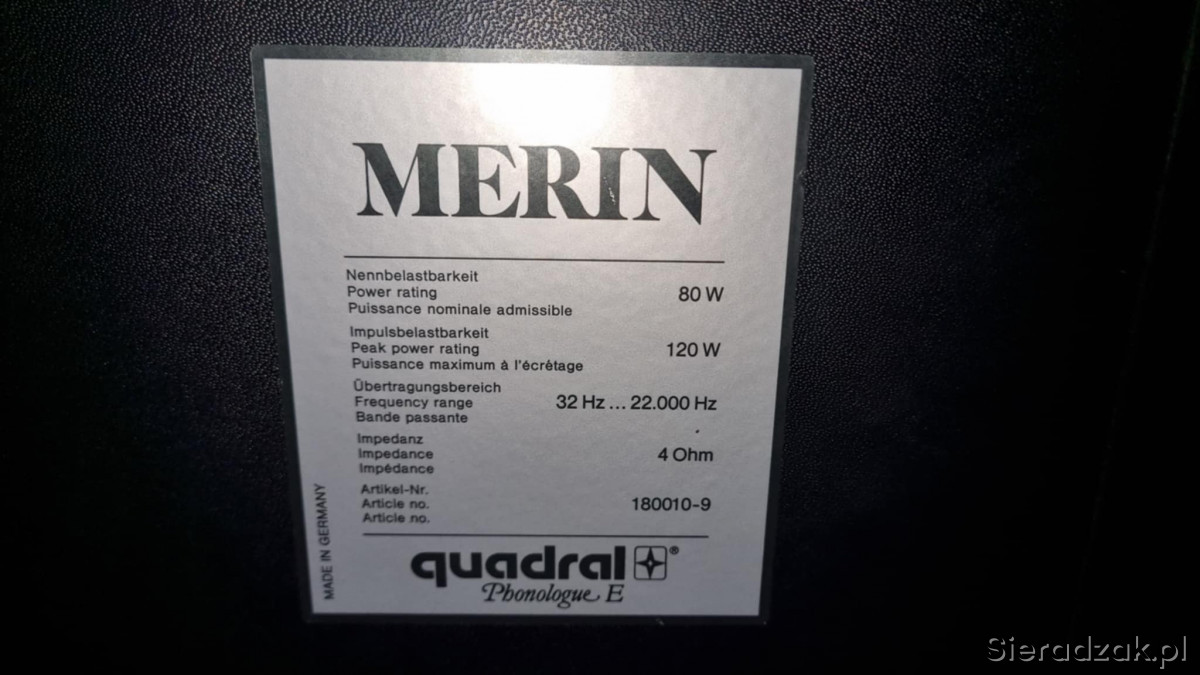 MERIN
Nennbelastbarkeit
Power rating 80 W
Puissance nominale admissible
Impulsbelastbarkeit
Peak power rating 120 W
Puissance maximum à l'écrétage
Übertragungsbereich
Frequency range 32 Hz ... 22.000 Hz
Bande passante
Impedanz
Impedance 4 Ohm
Impédance
Artikel-Nr.
Article no. 180010-9
Article no.
MADE IN GERMANY
quadral ®
Phonologue E
Sieradzak.pl